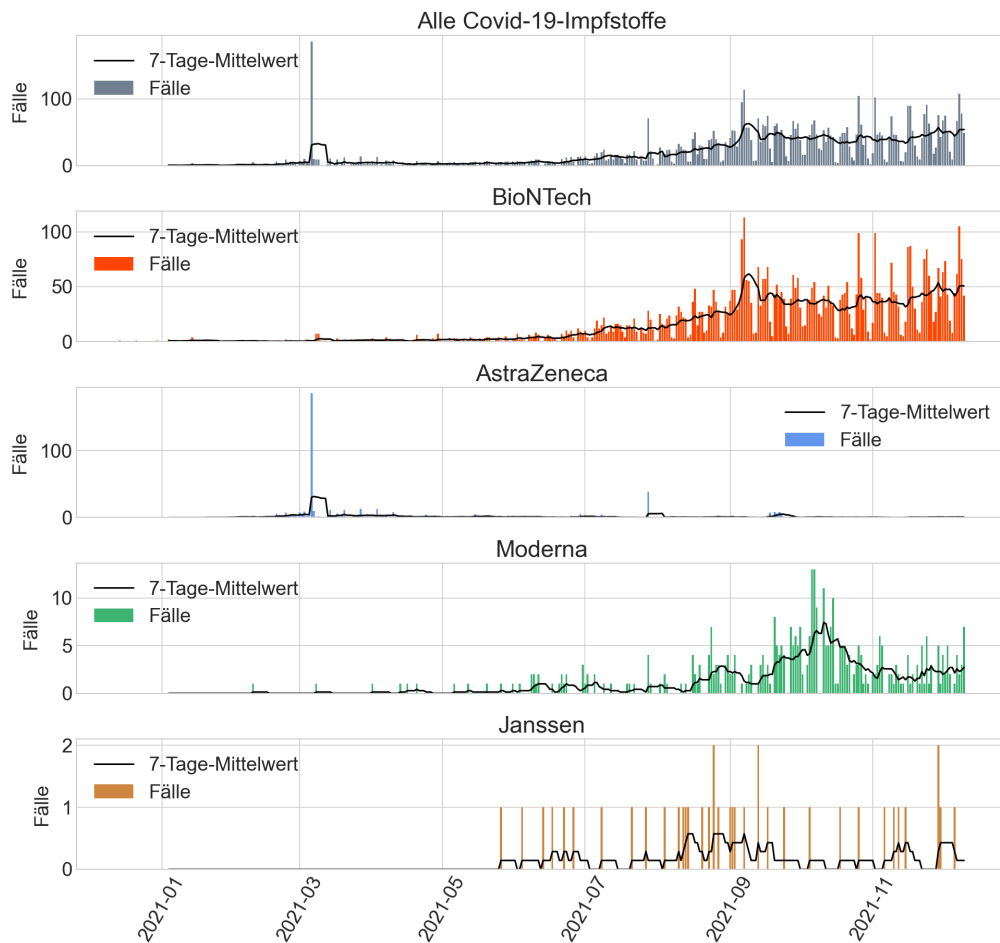 Alle Covid-19-Impfstoffe
Fälle
100
0
7-Tage-Mittelwert
Fälle
BioNTech
Fälle
100
50
0
7-Tage-Mittelwert
Fälle
AstraZeneca
Fälle
100
0
7-Tage-Mittelwert
Fälle
Moderna
Fälle
10
5
0
7-Tage-Mittelwert
Fälle
Janssen
Fälle
2
1
0
7-Tage-Mittelwert
Fälle
2021-01
2021-03
2021-05
2021-07
2021-09
2021-11